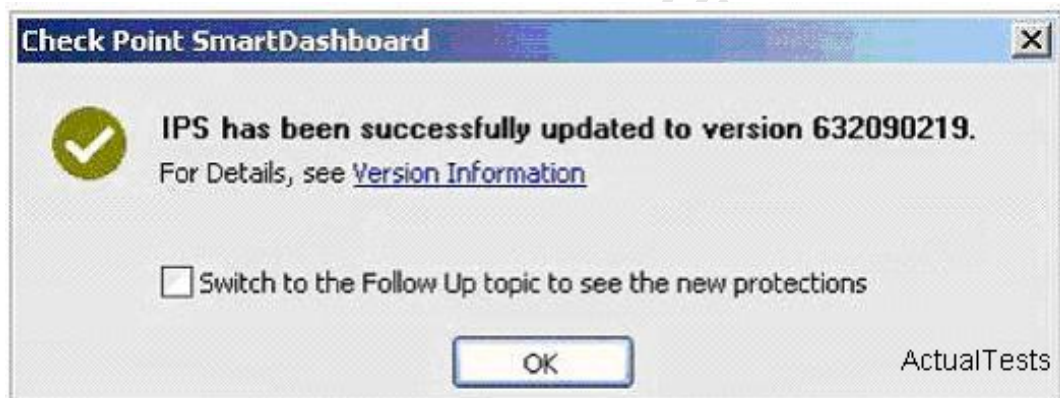 Check Point SmartDashboard
IPS has been successfully updated to version 632090219.
For Details, see Version Information
Switch to the Follow Up topic to see the new protections
OK
ActualTests